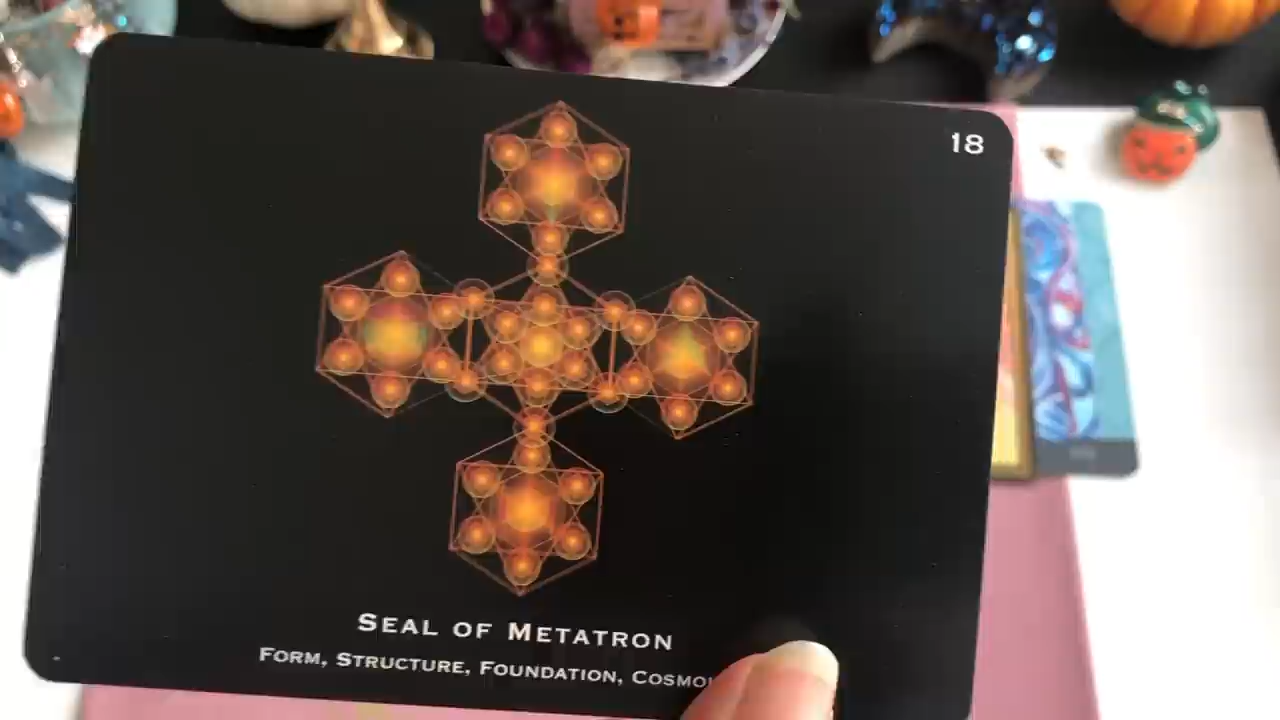 18
SEAL OF METATRON
FORM, STRUCTURE, FOUNDATION,